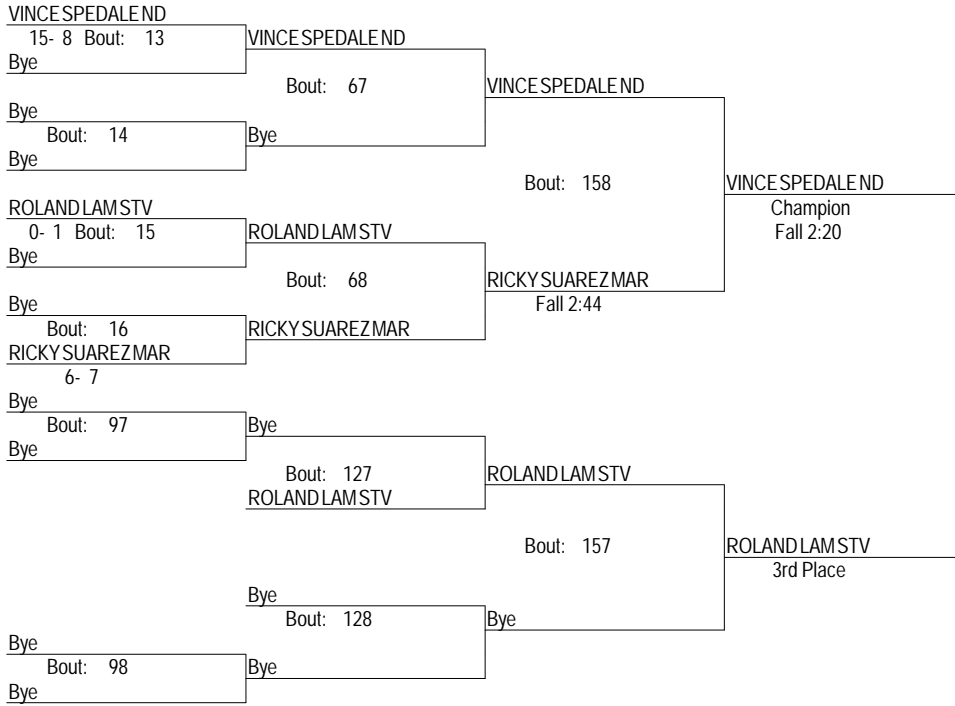 VINCE SPEDALE ND
15- 8 Bout: 13
Bye
VINCE SPEDALE ND
Bout: 67
Bye
Bout: 14
Bye
Bye
VINCE SPEDALE ND
Bout: 158
VINCE SPEDALE ND
Champion
Fall 2:20
ROLAND LAM STV
0- 1 Bout: 15
Bye
ROLAND LAM STV
Bout: 68
RICKY SUAREZ MAR
Fall 2:44
Bye
Bout: 16
RICKY SUAREZ MAR
6- 7
RICKY SUAREZ MAR
Bye
Bout: 97
Bye
Bye
Bout: 127
ROLAND LAM STV
ROLAND LAM STV
Bout: 157
ROLAND LAM STV
3rd Place
Bye
Bout: 128
Bye
Bye
Bout: 98
Bye
Bye